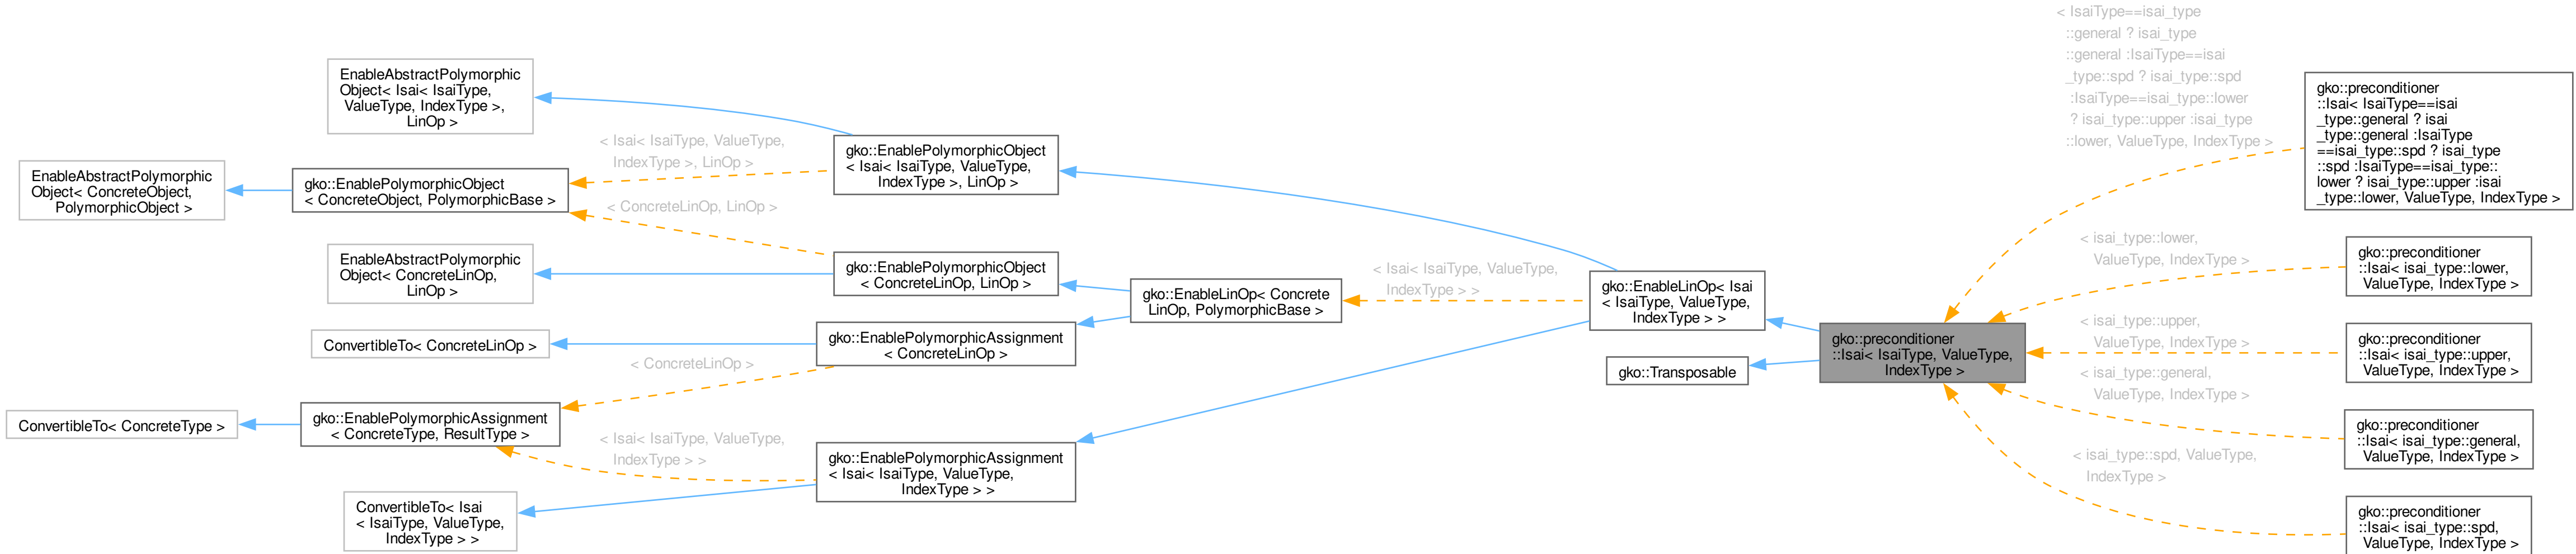 EnableAbstractPolymorphic
Object< ConcreteObject,
PolymorphicObject >
ConvertibleTo< ConcreteType >
EnableAbstractPolymorphic
Object< Isai< IsaiType,
ValueType, IndexType >,
LinOp >
gko::EnablePolymorphicObject
< ConcreteObject, PolymorphicBase >
EnableAbstractPolymorphic
Object< ConcreteLinOp,
LinOp >
ConvertibleTo< ConcreteLinOp >
gko::EnablePolymorphicAssignment
< ConcreteType, ResultType >
ConvertibleTo< Isai
< IsaiType, ValueType,
IndexType > >
< Isai< IsaiType, ValueType,
IndexType >, LinOp >
< ConcreteLinOp, LinOp >
< ConcreteLinOp >
< Isai< IsaiType, ValueType,
IndexType > >
gko::EnablePolymorphicObject
< Isai< IsaiType, ValueType,
IndexType >, LinOp >
gko::EnablePolymorphicObject
< ConcreteLinOp, LinOp >
gko::EnablePolymorphicAssignment
< ConcreteLinOp >
gko::EnablePolymorphicAssignment
< Isai< IsaiType, ValueType,
IndexType > >
gko::EnableLinOp< Concrete
LinOp, PolymorphicBase >
< Isai< IsaiType, ValueType,
IndexType > >
gko::EnableLinOp< Isai
< IsaiType, ValueType,
IndexType > >
gko::Transposable
gko::preconditioner
::Isai< IsaiType, ValueType,
IndexType >
< IsaiType==isai_type
::general ? isai_type
::general :IsaiType==isai
_type::spd ? isai_type::spd
:IsaiType==isai_type::lower
? isai_type::upper :isai_type
::lower, ValueType, IndexType >
< isai_type::lower,
ValueType, IndexType >
< isai_type::upper,
ValueType, IndexType >
< isai_type::general,
ValueType, IndexType >
< isai_type::spd, ValueType,
IndexType >
gko::preconditioner
::Isai< IsaiType==isai
_type::general ? isai
_type::general :IsaiType
==isai_type::spd ? isai_type
::spd :IsaiType==isai_type::
lower ? isai_type::upper :isai
_type::lower, ValueType, IndexType >
gko::preconditioner
::Isai< isai_type::lower,
ValueType, IndexType >
gko::preconditioner
::Isai< isai_type::upper,
ValueType, IndexType >
gko::preconditioner
::Isai< isai_type::general,
ValueType, IndexType >
gko::preconditioner
::Isai< isai_type::spd,
ValueType, IndexType >